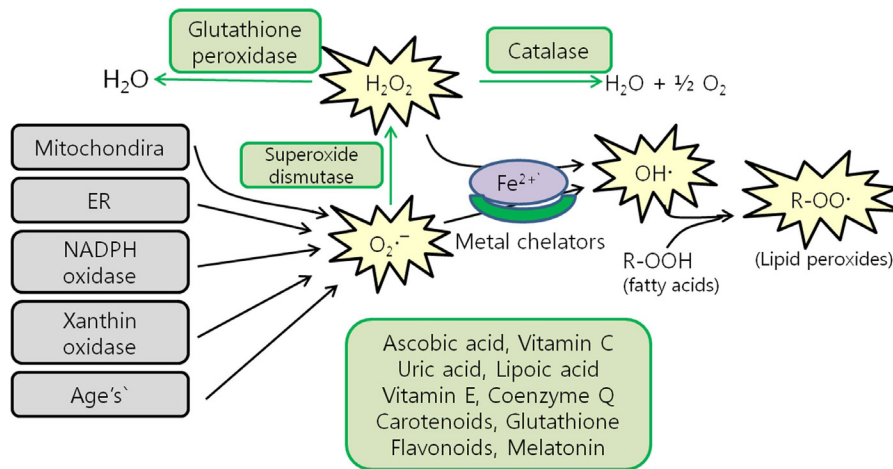 Glutathione
peroxidase
Catalase
H₂O
H₂O₂
H₂O + ½ O₂
Mitochondira
Superoxide
dismutase
Fe²⁺`
OH·
R-OO·
ER
O₂·⁻
Metal chelators
NADPH
oxidase
R-OOH
(fatty acids)
(Lipid peroxides)
Xanthin
oxidase
Age's`
Ascobic acid, Vitamin C
Uric acid, Lipoic acid
Vitamin E, Coenzyme Q
Carotenoids, Glutathione
Flavonoids, Melatonin